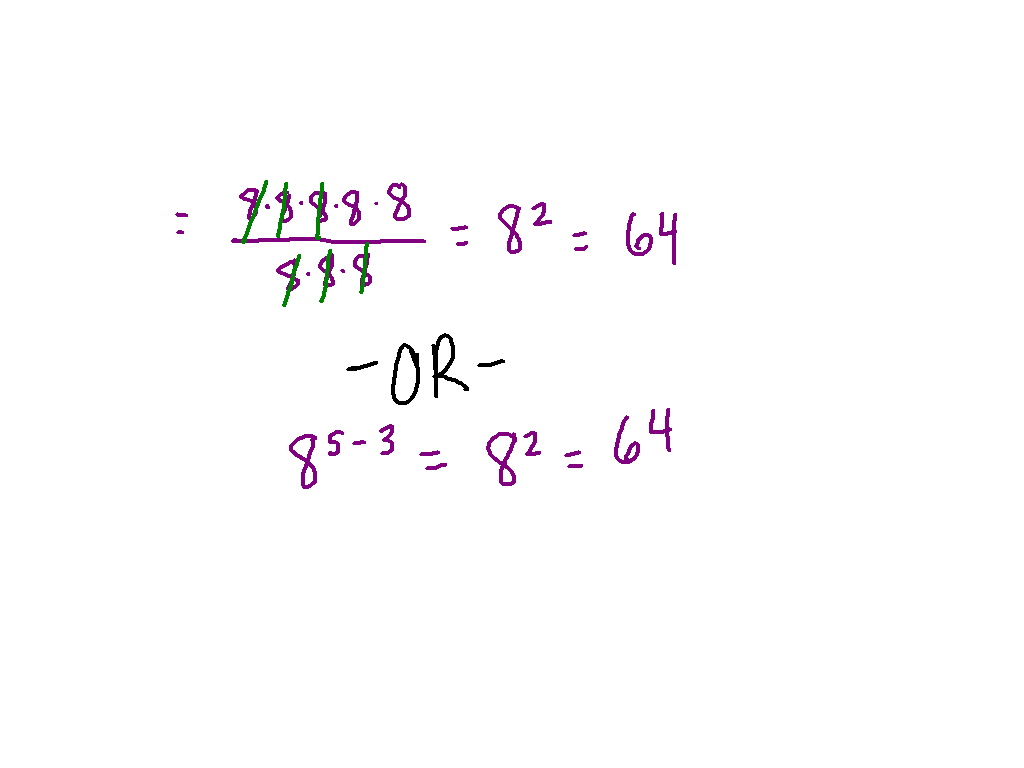 = 8·8·8·8·8 / 8·8·8 = 8² = 64
-OR-
8⁵⁻³ = 8² = 64